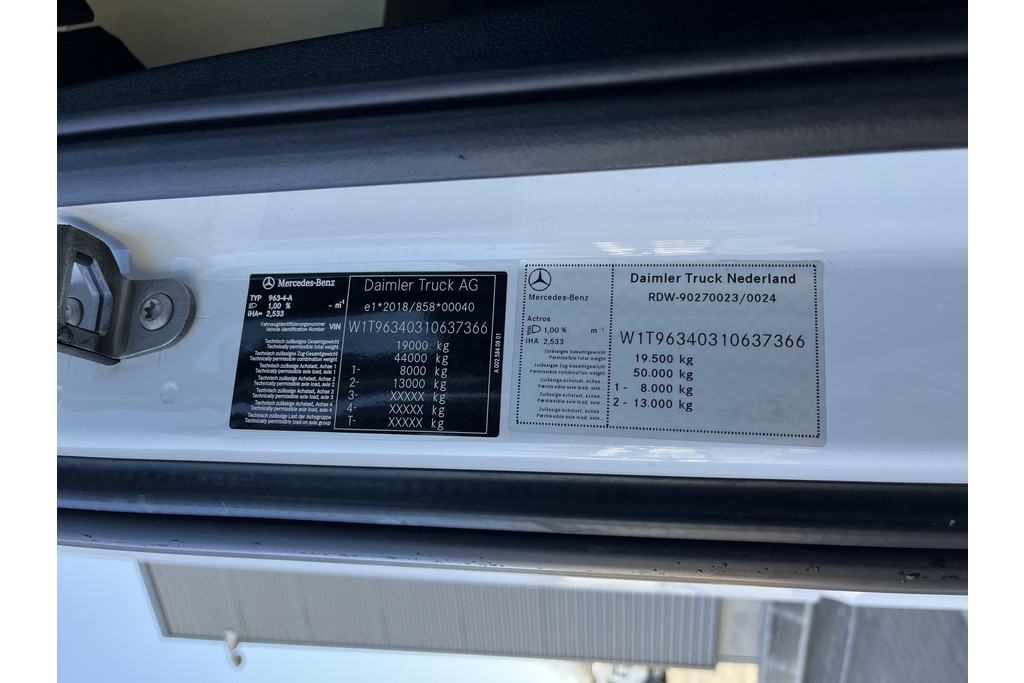 Mercedes-Benz
Daimler Truck AG
TYP 963-4-A
1,00 % - m-1
IHA= 2,533
e1*2018/858*00040
Fahrzeugidentifizierungsnummer
Vehicle Identification Number VIN W1T96340310637366
Technisch zulässiges Gesamtgewicht
Technically permissible total weight 19000 kg
Technisch zulässiges Zug-Gesamtgewicht
Technically permissible combination weight 44000 kg
Technisch zulässige Achslast, Achse 1
Technically permissible axle load, axle 1 1- 8000 kg
Technisch zulässige Achslast, Achse 2
Technically permissible axle load, axle 2 2- 13000 kg
Technisch zulässige Achslast, Achse 3
Technically permissible axle load, axle 3 3- XXXXX kg
Technisch zulässige Achslast, Achse 4
Technically permissible axle load, axle 4 4- XXXXX kg
Technisch zulässige Last der Achsgruppe
Technically permissible load on axle group T- XXXXX kg
A 002 584 08 01
Mercedes-Benz
Actros
1,00 % m-1
IHA 2,533
Daimler Truck Nederland
RDW-90270023/0024
W1T96340310637366
Zulässiges Gesamtgewicht
Permissible total weight 19.500 kg
Zulässiges Zug-Gesamtgewicht
Permissible combination weight 50.000 kg
Zulässige Achslast, Achse
Permissible axle load, axle 1 - 8.000 kg
Zulässige Achslast, Achse
Permissible axle load, axle 2 - 13.000 kg